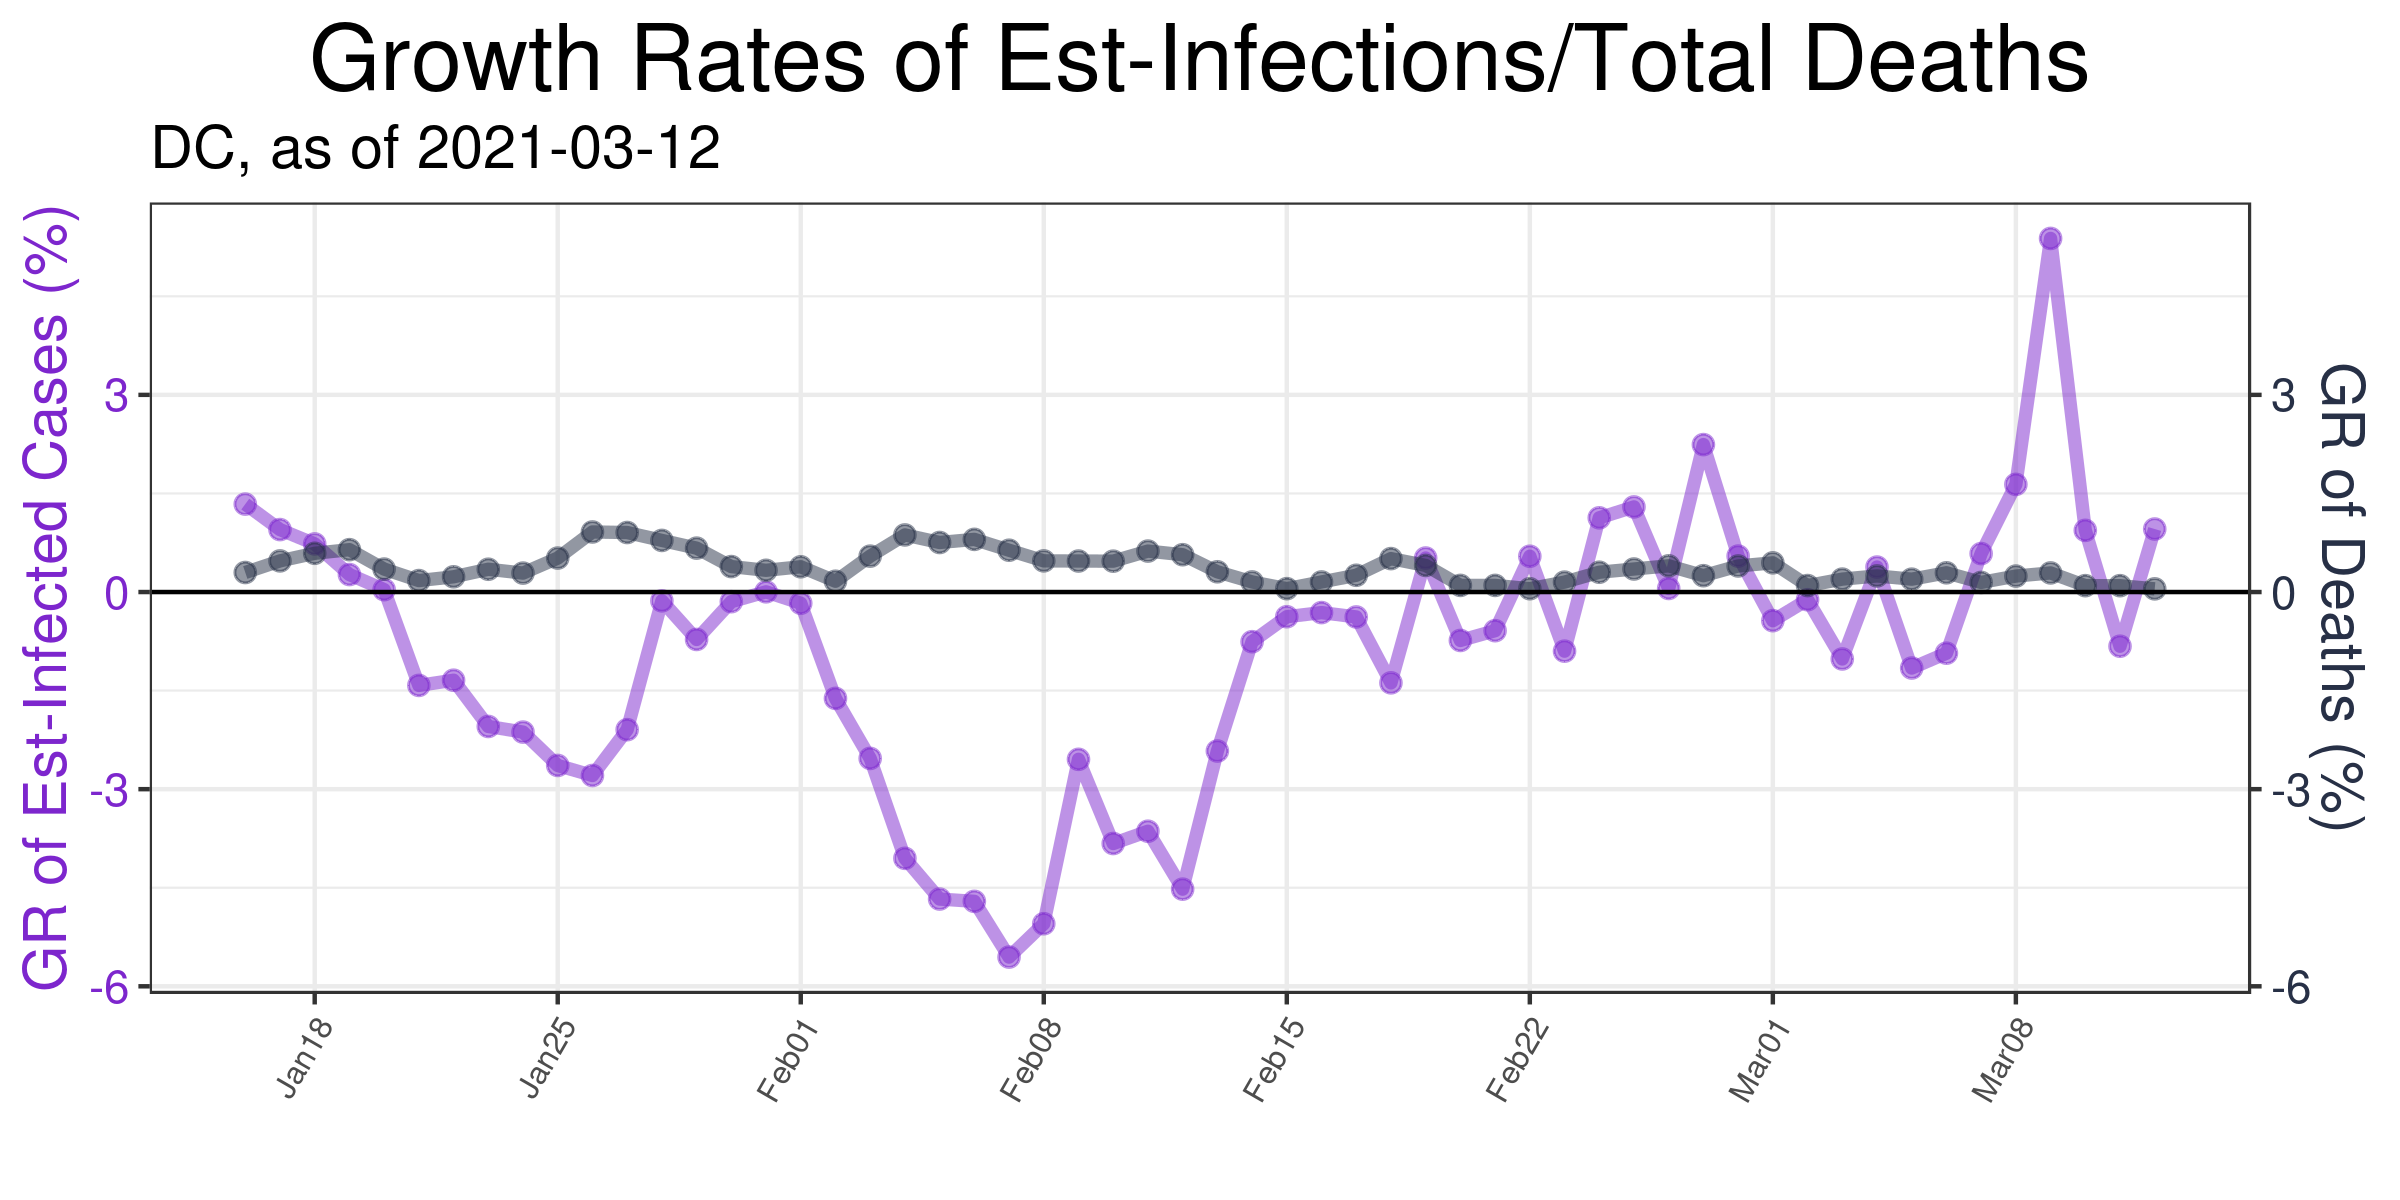 Growth Rates of Est-Infections/Total Deaths
DC, as of 2021-03-12
GR of Est-Infected Cases (%)
3
0
-3
-6
3
0
-3
-6
GR of Deaths (%)
Jan18
Jan25
Feb01
Feb08
Feb15
Feb22
Mar01
Mar08